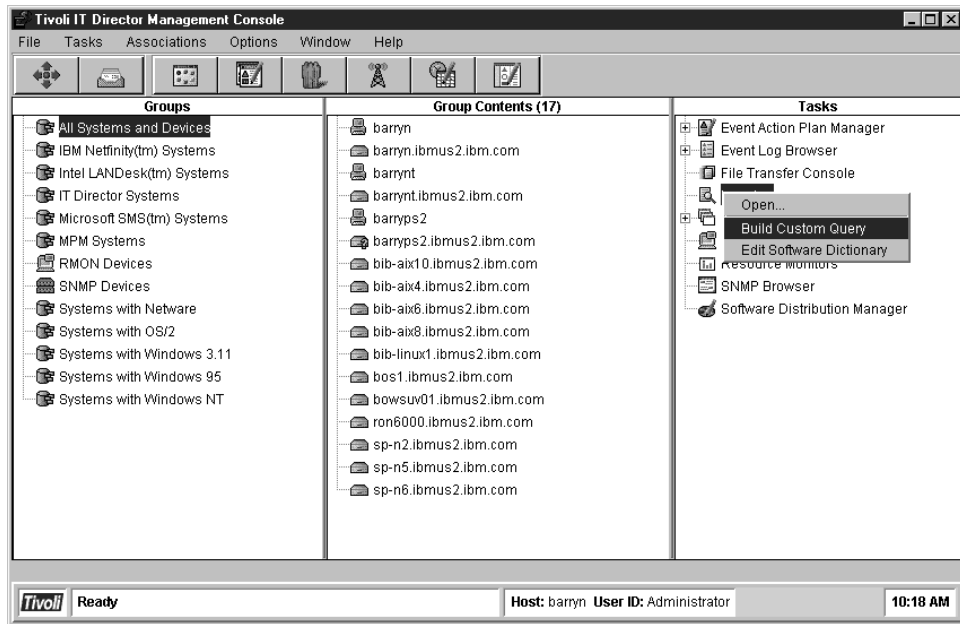 Tivoli IT Director Management Console
File Tasks Associations Options Window Help
Groups
All Systems and Devices
IBM Netfinity(tm) Systems
Intel LANDesk(tm) Systems
IT Director Systems
Microsoft SMS(tm) Systems
MPM Systems
RMON Devices
SNMP Devices
Systems with Netware
Systems with OS/2
Systems with Windows 3.11
Systems with Windows 95
Systems with Windows NT
Group Contents (17)
barryn
barryn.ibmus2.ibm.com
barrynt
barrynt.ibmus2.ibm.com
barryps2
barryps2.ibmus2.ibm.com
bib-aix10.ibmus2.ibm.com
bib-aix4.ibmus2.ibm.com
bib-aix6.ibmus2.ibm.com
bib-aix8.ibmus2.ibm.com
bib-linux1.ibmus2.ibm.com
bos1.ibmus2.ibm.com
bowsuv01.ibmus2.ibm.com
ron6000.ibmus2.ibm.com
sp-n2.ibmus2.ibm.com
sp-n5.ibmus2.ibm.com
sp-n6.ibmus2.ibm.com
Tasks
Event Action Plan Manager
Event Log Browser
File Transfer Console
Open...
Build Custom Query
Edit Software Dictionary
Resource Monitors
SNMP Browser
Software Distribution Manager
Tivoli Ready Host: barryn User ID: Administrator 10:18 AM